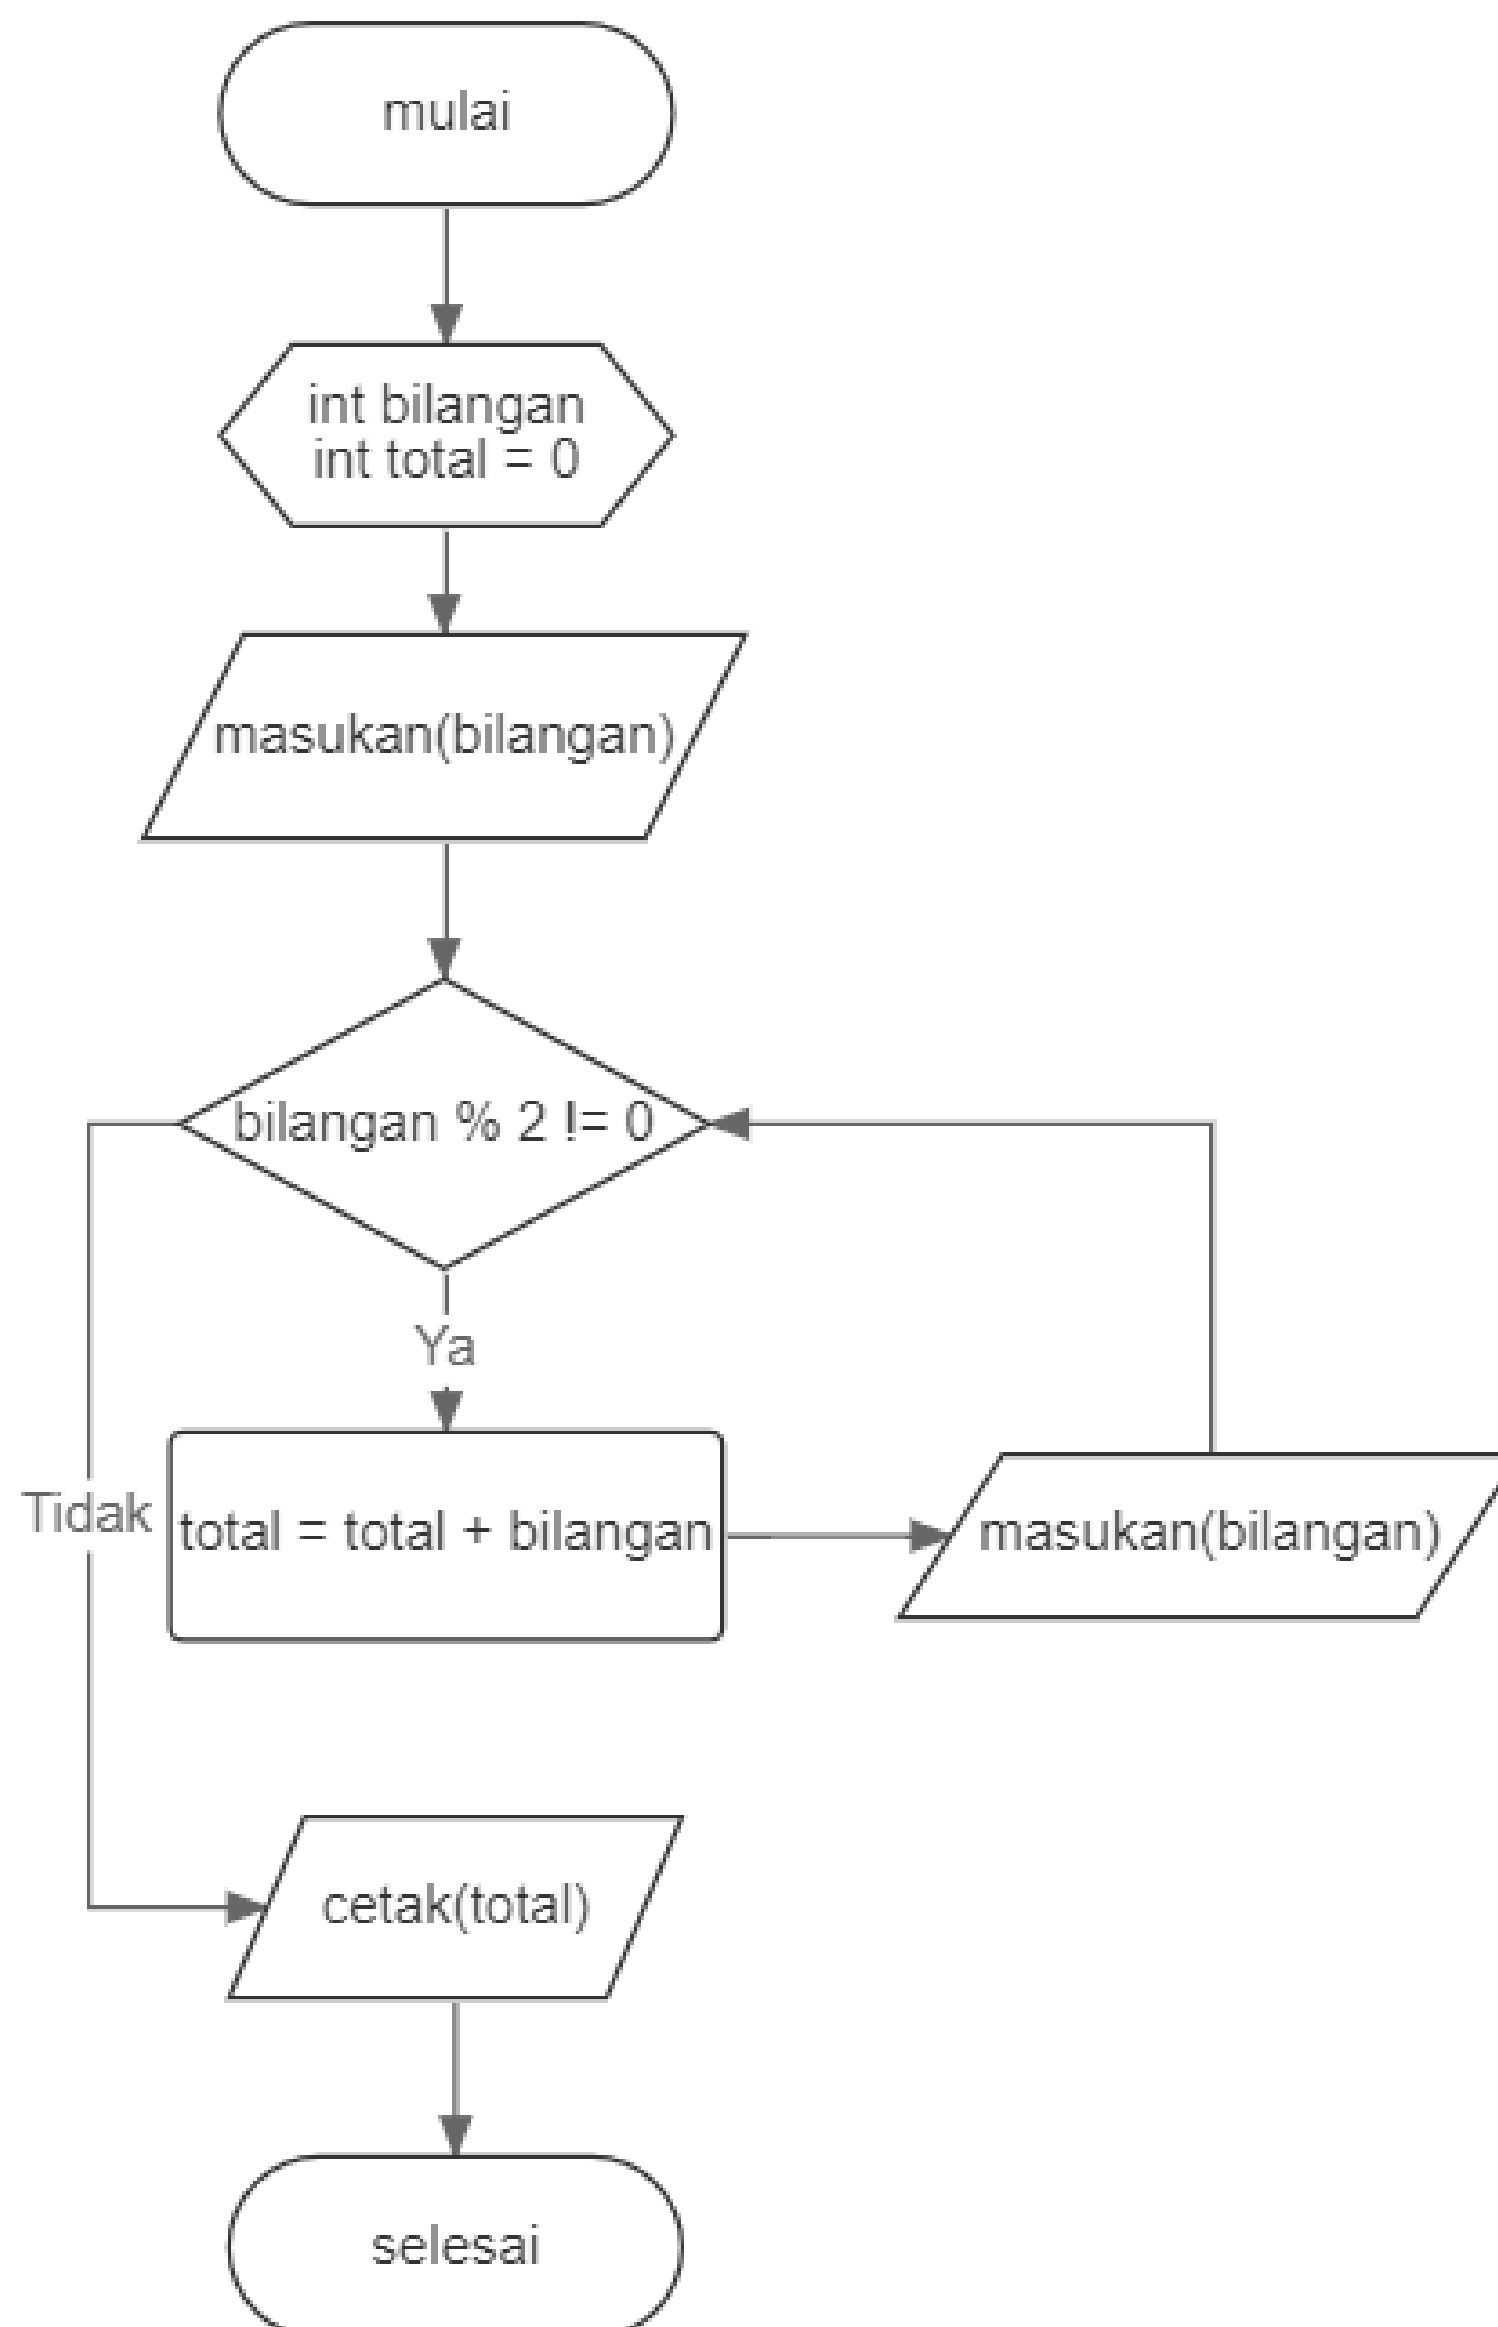 mulai
int bilangan
int total = 0
masukan(bilangan)
bilangan % 2 != 0
Ya
Tidak
total = total + bilangan
masukan(bilangan)
cetak(total)
selesai